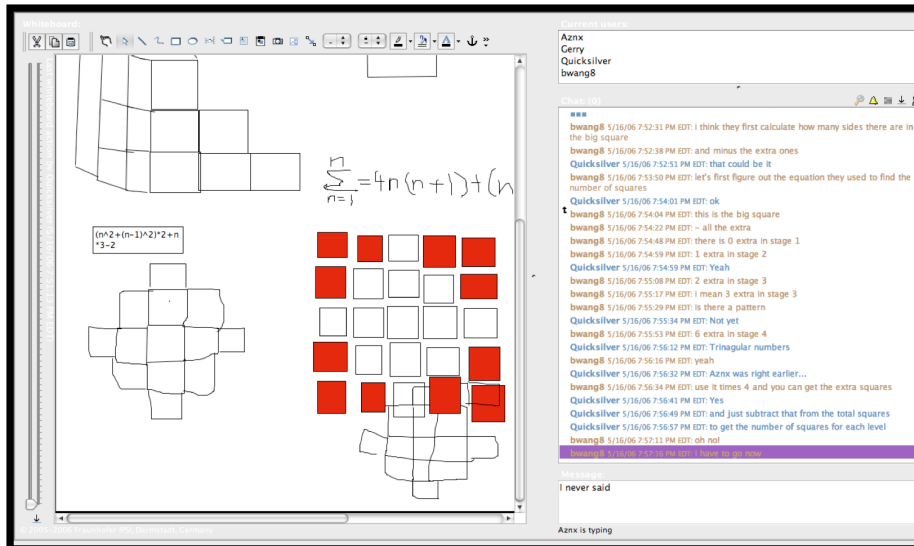 Whiteboard:
n
∑ =4n(n+1)+(n
n=1
(n^2+(n-1)^2)*2+n
*3-2
© 2005-2006 Fraunhofer IPSI, Darmstadt, Germany
Current users:
Aznx
Gerry
Quicksilver
bwang8
Chat: (0)
===
bwang8 5/16/06 7:52:31 PM EDT: i think they first calculate how many sides there are in
the big square
bwang8 5/16/06 7:52:38 PM EDT: and minus the extra ones
Quicksilver 5/16/06 7:52:51 PM EDT: that could be it
bwang8 5/16/06 7:53:50 PM EDT: let's first figure out the equation they used to find the
number of squares
Quicksilver 5/16/06 7:54:01 PM EDT: ok
bwang8 5/16/06 7:54:04 PM EDT: this is the big square
bwang8 5/16/06 7:54:22 PM EDT: - all the extra
bwang8 5/16/06 7:54:48 PM EDT: there is 0 extra in stage 1
bwang8 5/16/06 7:54:59 PM EDT: 1 extra in stage 2
Quicksilver 5/16/06 7:54:59 PM EDT: Yeah
bwang8 5/16/06 7:55:08 PM EDT: 2 extra in stage 3
bwang8 5/16/06 7:55:17 PM EDT: i mean 3 extra in stage 3
bwang8 5/16/06 7:55:29 PM EDT: is there a pattern
Quicksilver 5/16/06 7:55:34 PM EDT: Not yet
bwang8 5/16/06 7:55:53 PM EDT: 6 extra in stage 4
Quicksilver 5/16/06 7:56:12 PM EDT: Trinagular numbers
bwang8 5/16/06 7:56:16 PM EDT: yeah
Quicksilver 5/16/06 7:56:32 PM EDT: Aznx was right earlier...
bwang8 5/16/06 7:56:34 PM EDT: use it times 4 and you can get the extra squares
Quicksilver 5/16/06 7:56:41 PM EDT: Yes
Quicksilver 5/16/06 7:56:49 PM EDT: and just subtract that from the total squares
Quicksilver 5/16/06 7:56:57 PM EDT: to get the number of squares for each level
bwang8 5/16/06 7:57:11 PM EDT: oh no!
bwang8 5/16/06 7:57:16 PM EDT: i have to go now
Message:
I never said
Aznx is typing